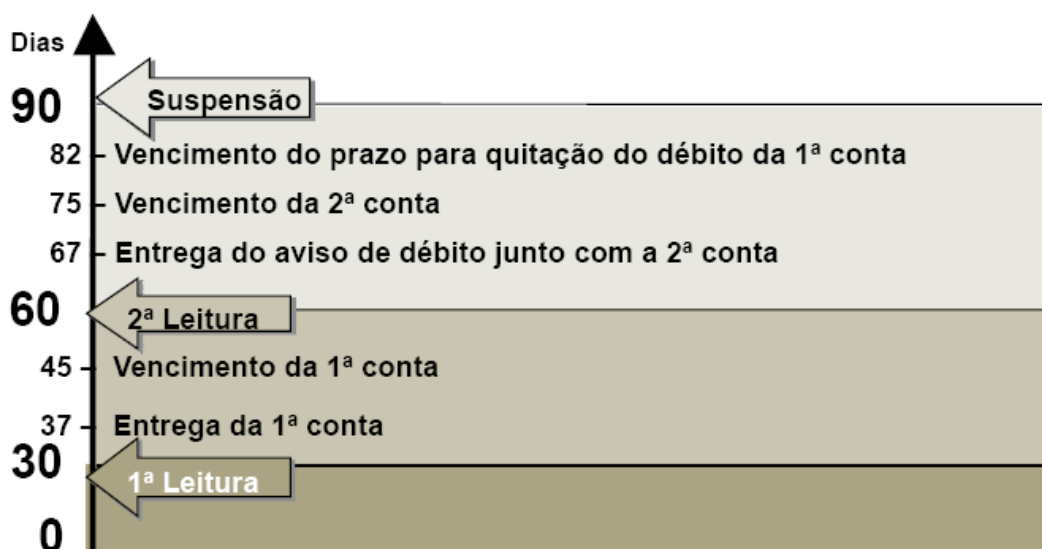 Dias
90 Suspensão
82 Vencimento do prazo para quitação do débito da 1ª conta
75 Vencimento da 2ª conta
67 Entrega do aviso de débito junto com a 2ª conta
60 2ª Leitura
45 Vencimento da 1ª conta
37 Entrega da 1ª conta
30
1ª Leitura
0